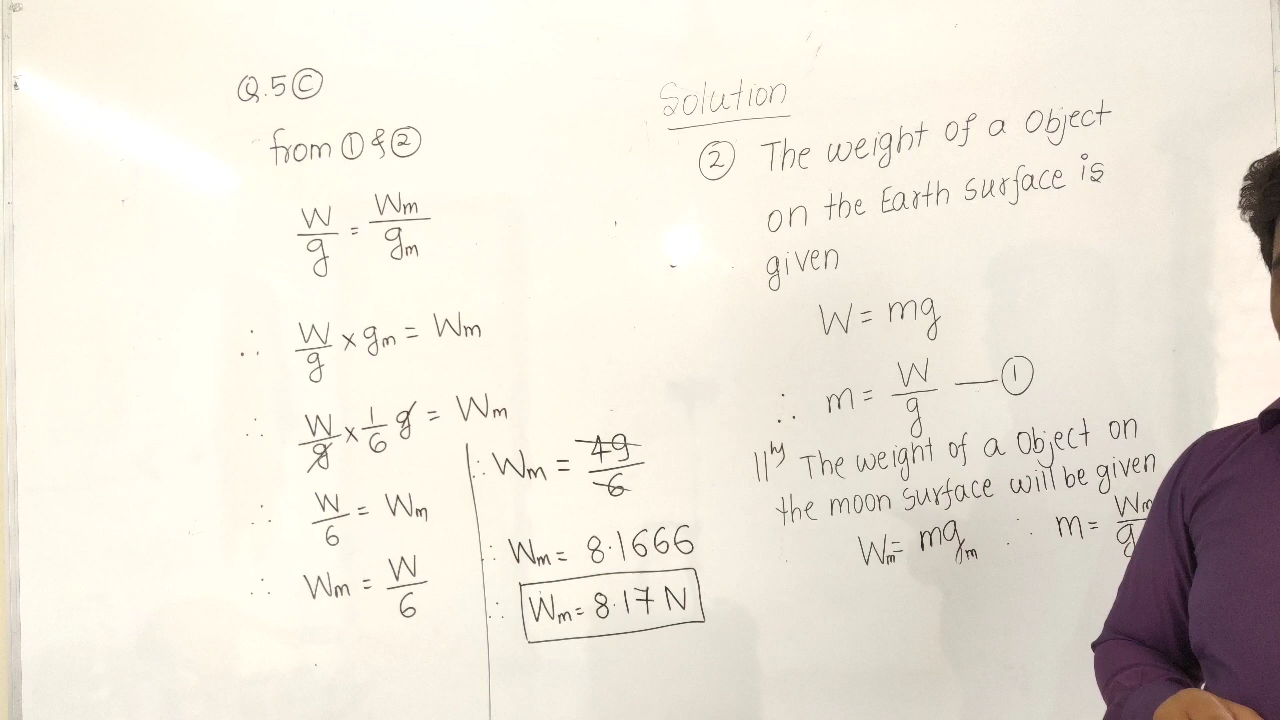 Q.5 ⓒ
from ① & ②
W/g = Wm/gm
∴ W/g × gm = Wm
∴ W/g × 1/6 g = Wm
∴ W/6 = Wm
∴ Wm = W/6
∴ Wm = 49/6
∴ Wm = 8.1666
∴ Wm = 8.17 N
Solution
② The weight of a Object
on the Earth surface is
given
W = mg
∴ m = W/g — ①
||ly The weight of a Object on
the moon surface will be given
Wm = mgm ∴ m = Wm/g